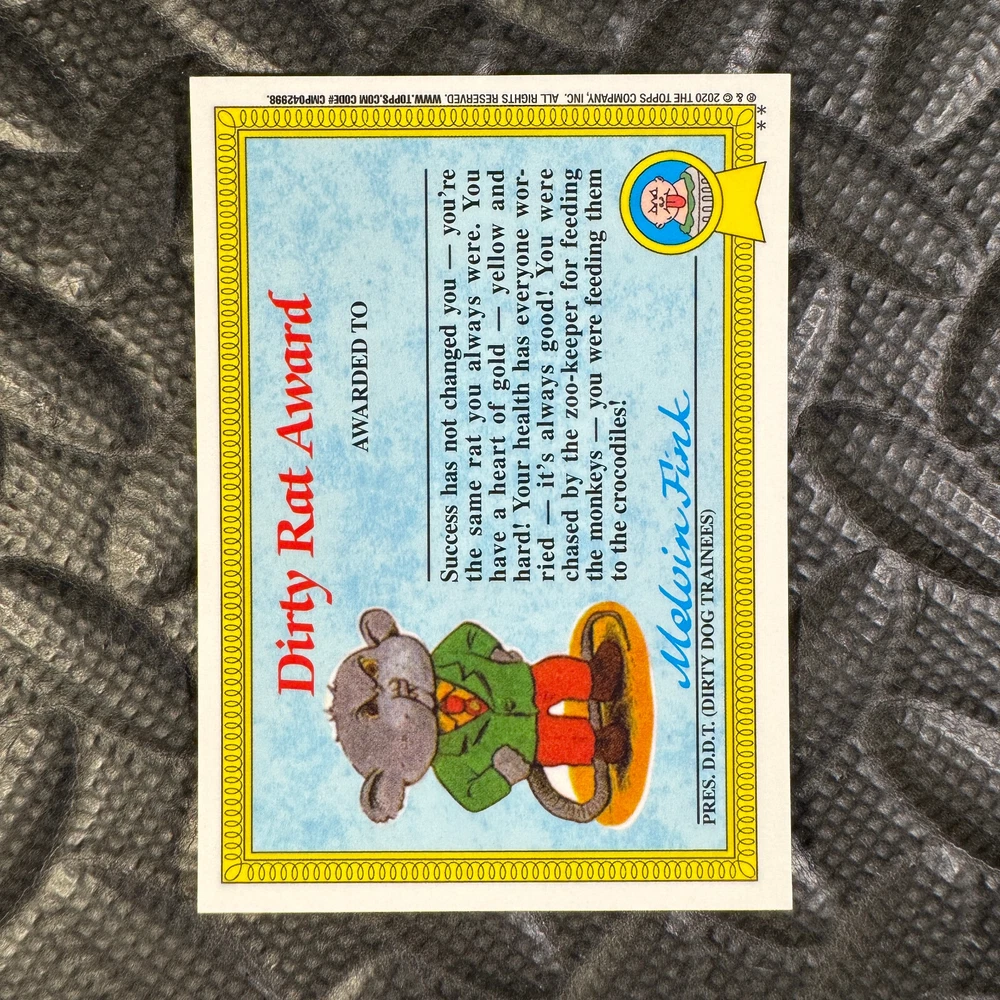 ® & © 2020 THE TOPPS COMPANY, INC. ALL RIGHTS RESERVED. WWW.TOPPS.COM CODE# CMP042998.
**
Dirty Rat Award
AWARDED TO
Success has not changed you — you're
the same rat you always were. You
have a heart of gold — yellow and
hard! Your health has everyone wor-
ried — it's always good! You were
chased by the zoo-keeper for feeding
the monkeys — you were feeding them
to the crocodiles!
Melvin Fink
PRES. D.D.T. (DIRTY DOG TRAINEES)